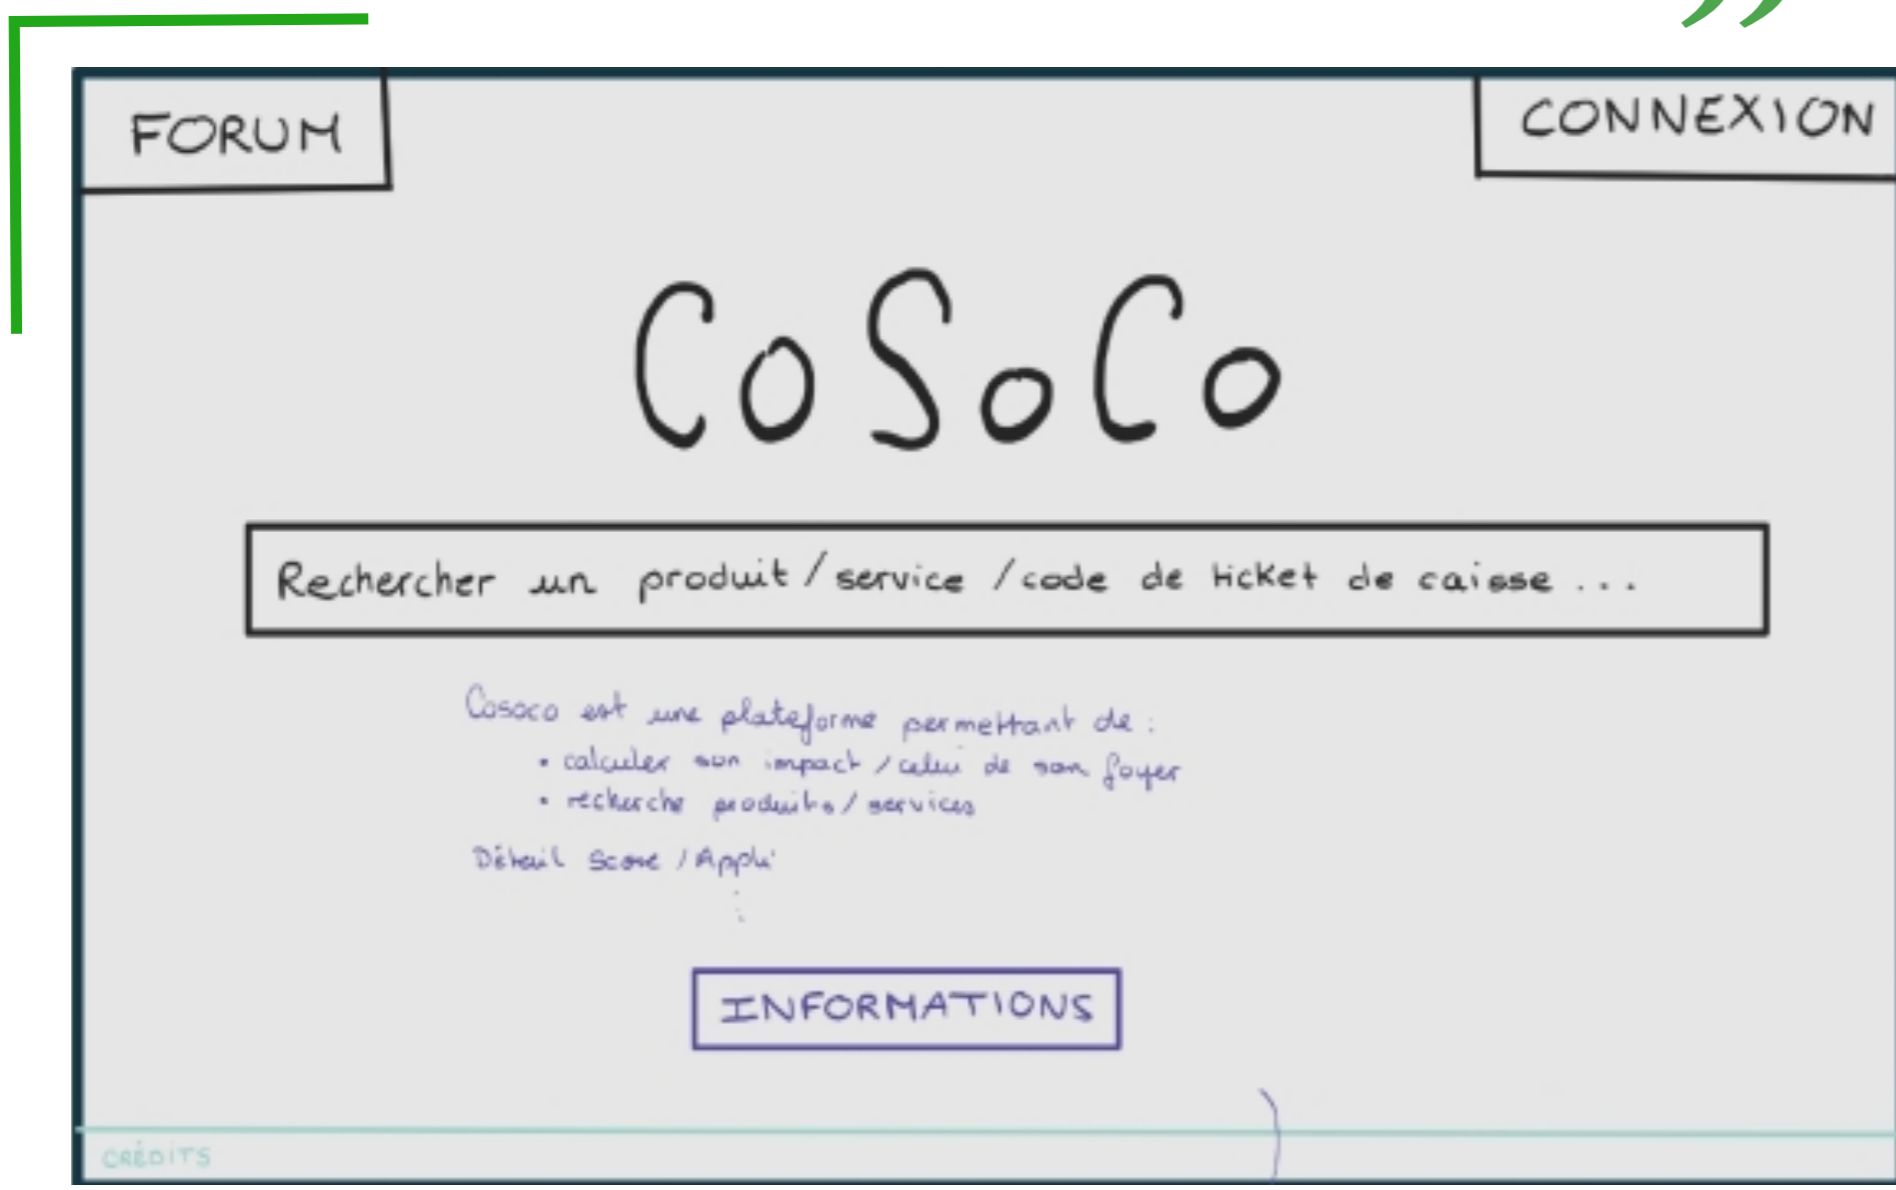 ”
FORUM
CONNEXION
CoSoCo
Rechercher un produit / service / code de ticket de caisse ...
Cosoco est une plateforme permettant de :
• calculer son impact / celui de son foyer
• recherche produits / services
Détail Score / Appli
⋮
INFORMATIONS
CRÉDITS